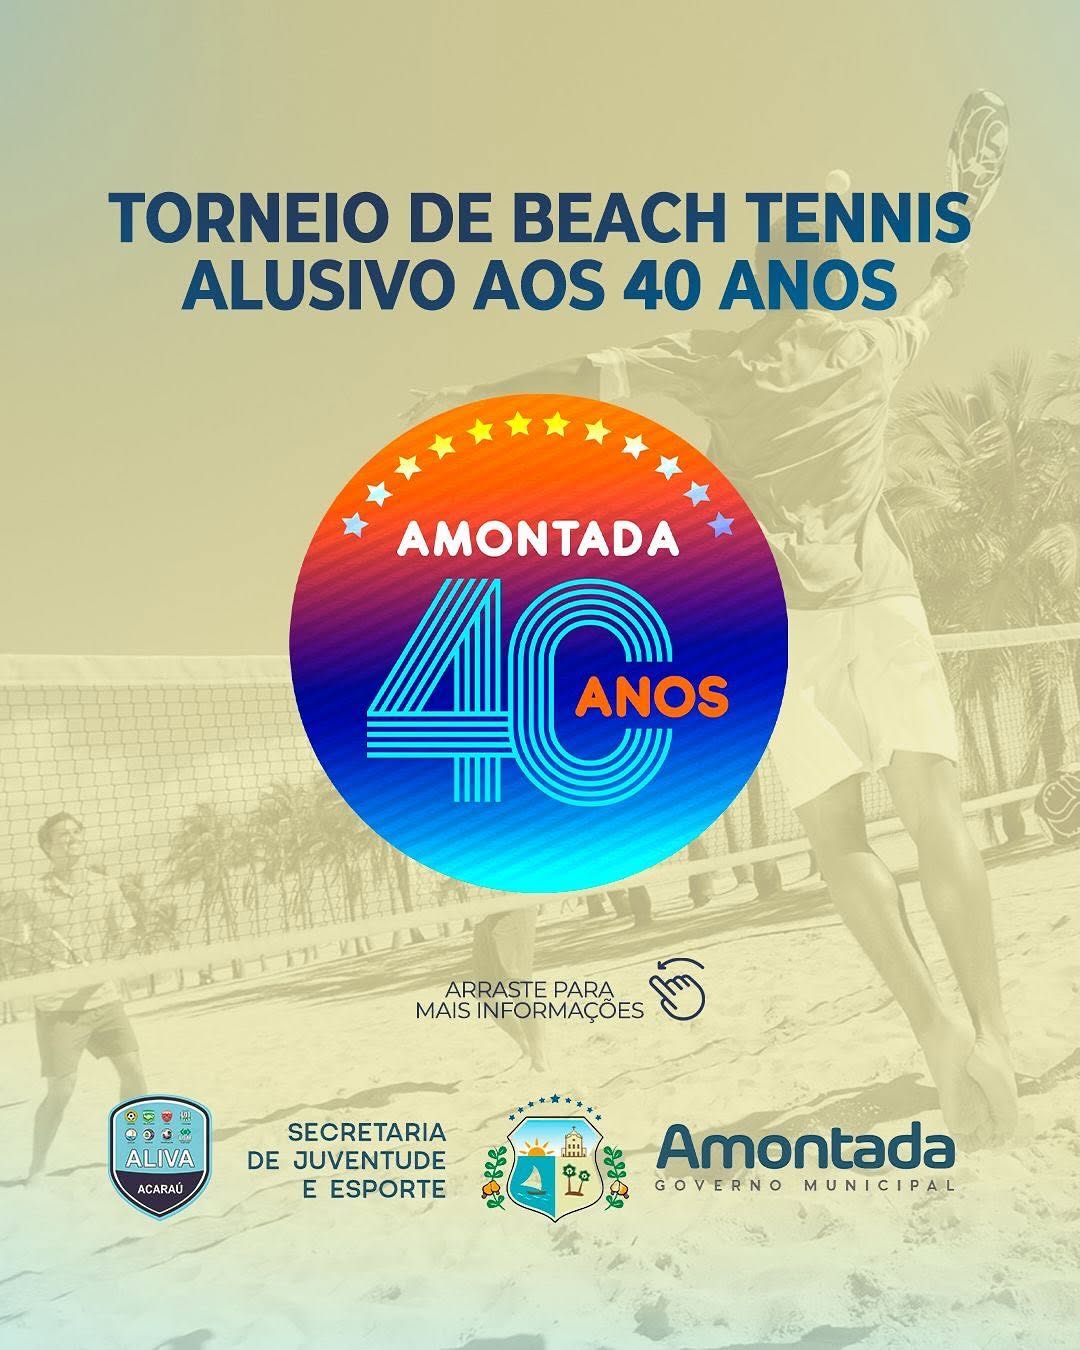 TORNEIO DE BEACH TENNIS
ALUSIVO AOS 40 ANOS
AMONTADA
40
ANOS
ARRASTE PARA
MAIS INFORMAÇÕES
ALIVA
ACARAÚ
SECRETARIA
DE JUVENTUDE
E ESPORTE
Amontada
GOVERNO MUNICIPAL